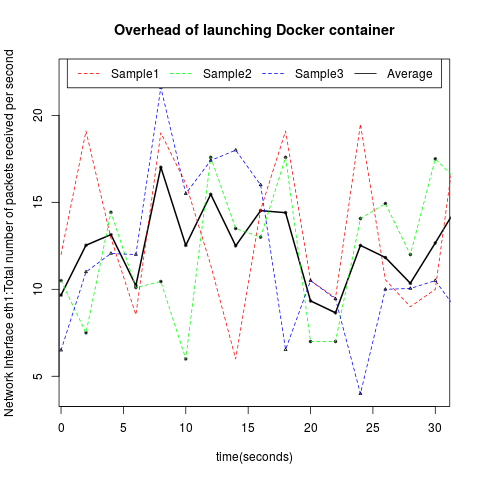 Overhead of launching Docker container
Sample1 Sample2 Sample3 Average
Network Interface eth1:Total number of packets received per second
20
15
10
5
0 5 10 15 20 25 30
time(seconds)